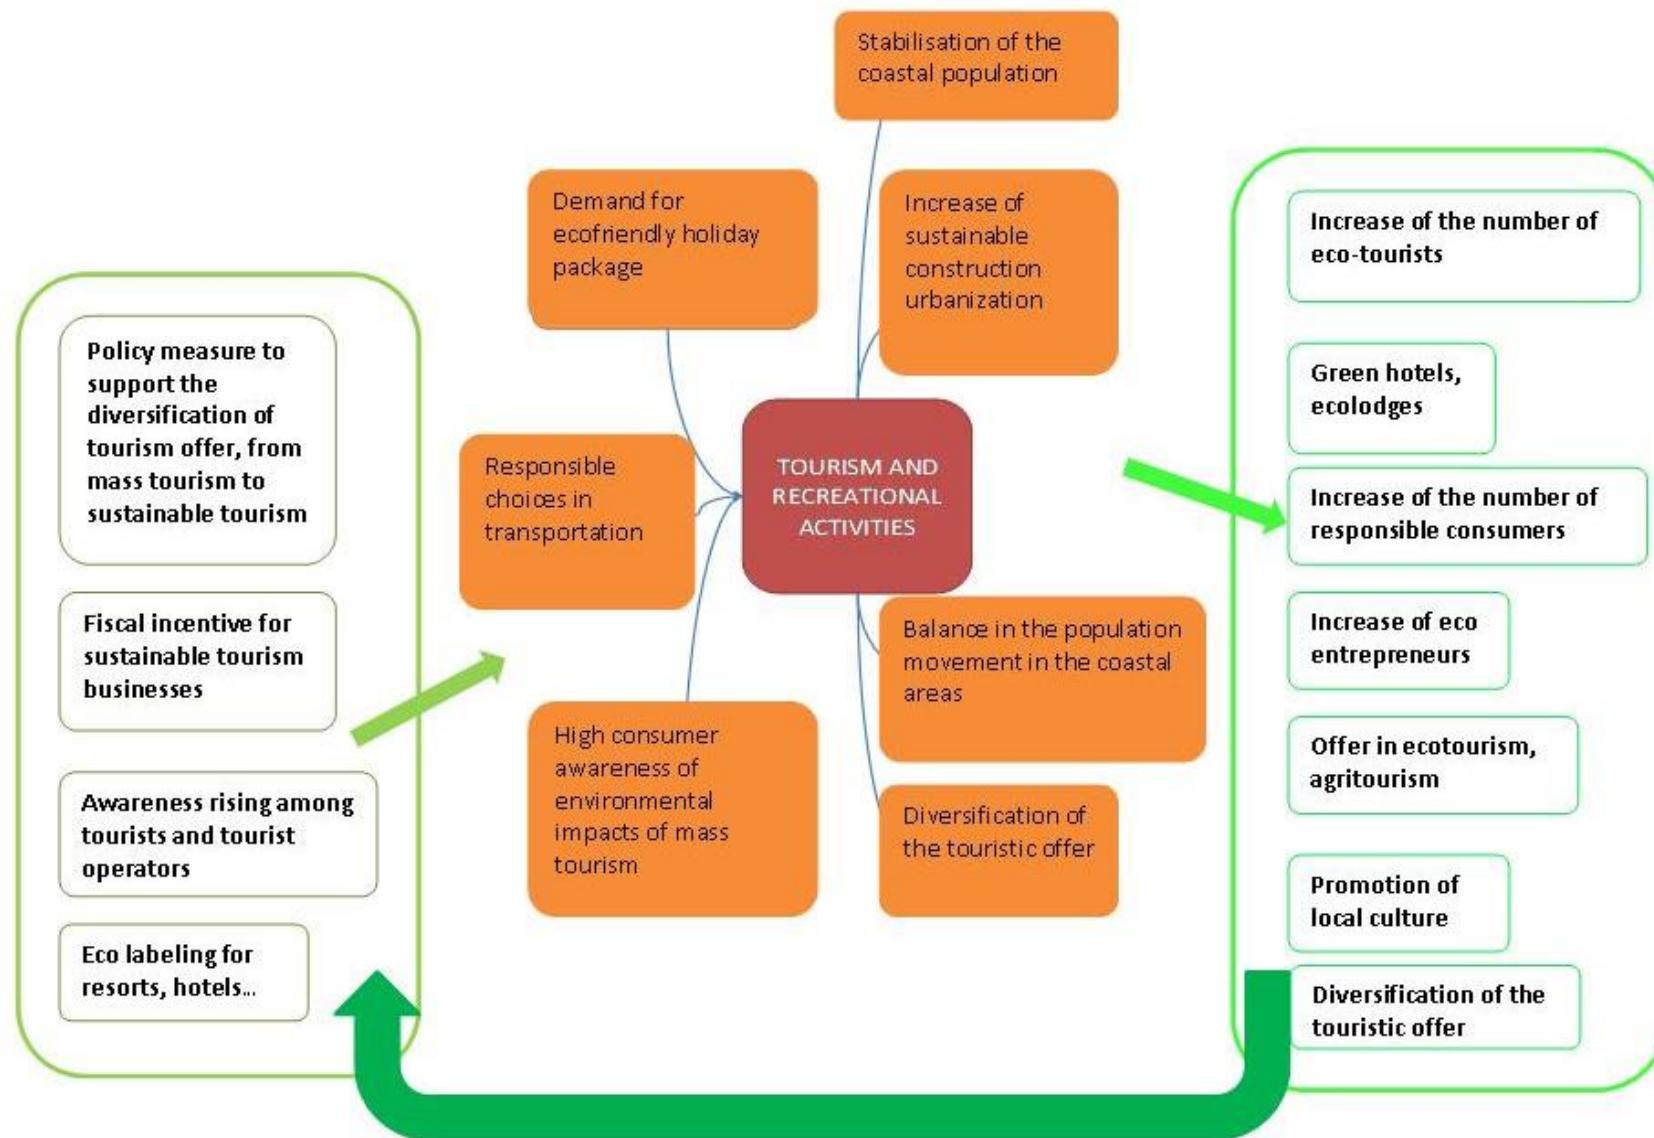 Stabilisation of the
coastal population
Demand for
ecofriendly holiday
package
Increase of
sustainable
construction
urbanization
Responsible
choices in
transportation
TOURISM AND
RECREATIONAL
ACTIVITIES
High consumer
awareness of
environmental
impacts of mass
tourism
Balance in the population
movement in the coastal
areas
Diversification of
the touristic offer
Policy measure to
support the
diversification of
tourism offer, from
mass tourism to
sustainable tourism
Fiscal incentive for
sustainable tourism
businesses
Awareness rising among
tourists and tourist
operators
Eco labeling for
resorts, hotels...
Increase of the number of
eco-tourists
Green hotels,
ecolodges
Increase of the number of
responsible consumers
Increase of eco
entrepreneurs
Offer in ecotourism,
agritourism
Promotion of
local culture
Diversification of the
touristic offer